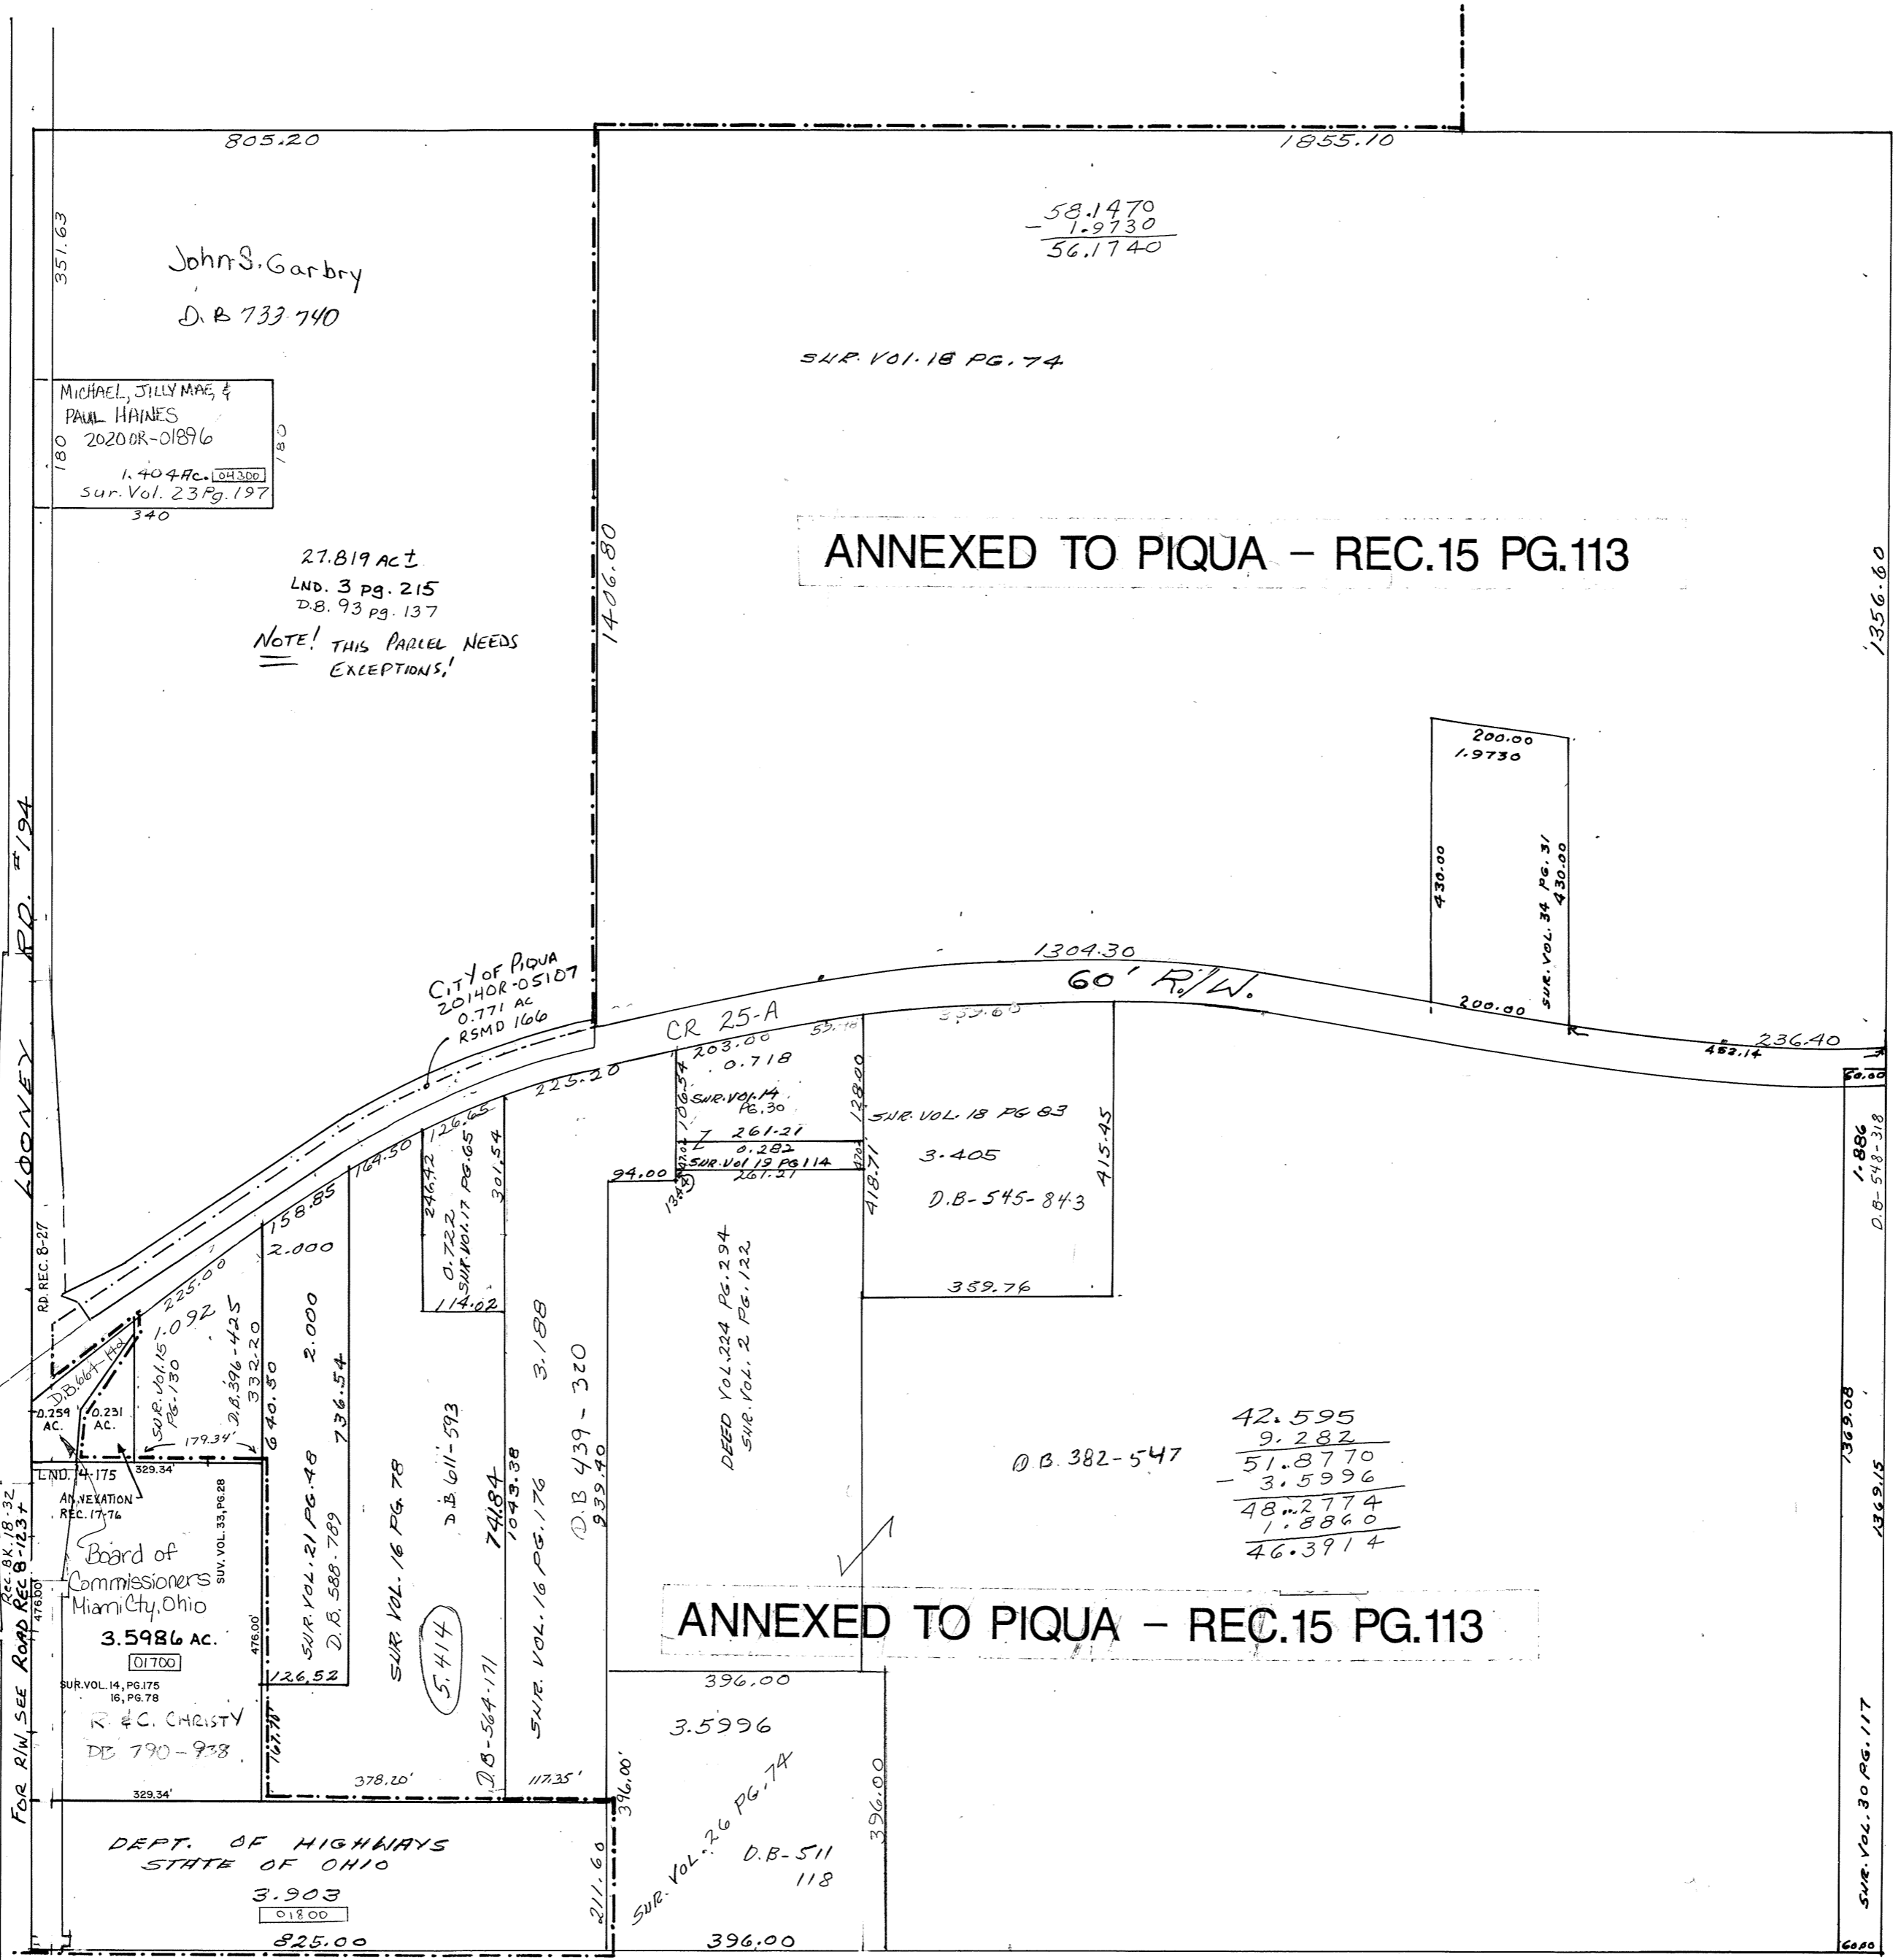 805.20
1855.10
351.63
John S. Garbry
D.B 733-740
58.1470
- 1.9730
56.1740
SUR. VOl. 18 PG. 74
MICHAEL, JILLY MAE, &
PAUL HAINES
2020OR-01896
1.404 Ac. 04300
Sur. Vol. 23 Pg. 197
180
180
340
27.819 AC ±
LND. 3 pg. 215
D.B. 93 pg. 137
NOTE! THIS PARCEL NEEDS
EXCEPTIONS!
1406.80
ANNEXED TO PIQUA – REC.15 PG.113
1356.60
200.00
1.9730
430.00
430.00
SUR. VOL. 34 PG. 31
200.00
LOONEY RD. #194
CITY OF PIQUA
2014OR-05107
0.771 AC
RSMD 166
CR 25-A
1304.30
60' R/W.
236.40
452.14
60.00
203.00
0.718
225.20
106.54
SUR. VOl. 14
PG. 30
128.00
261.21
47.02
0.282
SUR. Vol 19 PG 114
261.21
94.00
SUR. VOL. 18 PG 83
3.405
D.B-545-843
418.71
415.45
359.76
1.886
D.B-548-318
126.65
164.50
246.42
0.722
SUR. VOl. 17 PG. 65
301.54
114.02
158.85
2.000
225.00
RD. REC. 8-27
D.B. 664-142
0.259
AC.
0.231
AC.
1.092
SUR. VOl. 15
PG-130
D.B. 396-425
332-20
640.50
179.34'
329.34'
LND. 4-175
ANNEXATION
REC. 17-76
SUV. VOL. 33, PG.28
Board of
Commissioners
Miami Cty, Ohio
3.5986 AC.
01700
SUR.VOL. 14, PG.175
16, PG. 78
R. & C. CHRISTY
DB 790-938
476.00'
476.00'
329.34'
Rec. BK. 18-32
FOR R/W, SEE ROAD REC 8-123+
2.000
736.54
SUR. VOL. 21 PG. 48
D.B. 588-789
126.52
SUR. VOL. 16 PG. 78
5.414
D.B. 611-593
741.84
1043.38
D.B-564-171
378.20'
3.188
SUR. VOL. 16 PG. 176
D.B 439-320
939.40
117.35'
DEED VOL. 224 PG. 294
SUR. VOL. 2 PG. 122
D.B. 382-547
42.595
9.282
51.8770
- 3.5996
48.2774
1.8860
46.3914
1369.08
1369.15
ANNEXED TO PIQUA – REC.15 PG.113
396.00
3.5996
396.00'
396.00
SUR. VOL. 26 PG. 74
D.B-511
118
396.00
211.60
DEPT. OF HIGHWAYS
STATE OF OHIO
3.903
01800
825.00
SUR. VOL. 30 PG. 117
60.00